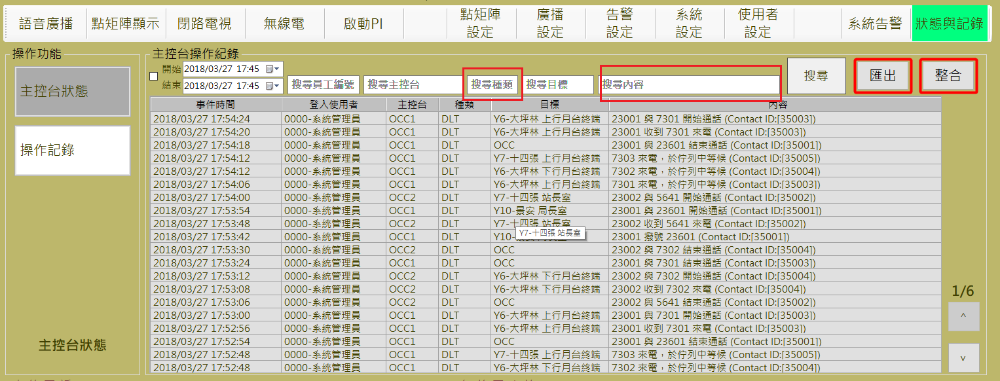 語音廣播 點矩陣顯示 閉路電視 無線電 啟動PI 點矩陣設定 廣播設定 告警設定 系統設定 使用者設定 系統告警 狀態與記錄
操作功能
主控台狀態
操作記錄
主控台狀態
主控台操作紀錄
開始 2018/03/27 17:45
結束 2018/03/27 17:45
搜尋員工編號 搜尋主控台 搜尋種類 搜尋目標 搜尋內容 搜尋 匯出 整合
事件時間 登入使用者 主控台 種類 目標 內容
2018/03/27 17:54:24 0000-系統管理員 OCC1 DLT Y6-大坪林 上行月台終端 23001 與 7301 開始通話 (Contact ID:[35003])
2018/03/27 17:54:20 0000-系統管理員 OCC1 DLT Y6-大坪林 上行月台終端 23001 收到 7301 來電 (Contact ID:[35003])
2018/03/27 17:54:18 0000-系統管理員 OCC1 DLT OCC 23001 與 23601 結束通話 (Contact ID:[35001])
2018/03/27 17:54:12 0000-系統管理員 OCC1 DLT Y7-十四張 上行月台終端 7303 來電，於佇列中等候 (Contact ID:[35005])
2018/03/27 17:54:12 0000-系統管理員 OCC1 DLT Y6-大坪林 下行月台終端 7302 來電，於佇列中等候 (Contact ID:[35004])
2018/03/27 17:54:06 0000-系統管理員 OCC1 DLT Y6-大坪林 上行月台終端 7301 來電，於佇列中等候 (Contact ID:[35003])
2018/03/27 17:54:00 0000-系統管理員 OCC2 DLT Y7-十四張 站長室 23002 與 5641 開始通話 (Contact ID:[35002])
2018/03/27 17:53:54 0000-系統管理員 OCC1 DLT Y10-景安 局長室 23001 與 23601 開始通話 (Contact ID:[35001])
2018/03/27 17:53:48 0000-系統管理員 OCC2 DLT Y7-十四張 站長室 23002 收到 5641 來電 (Contact ID:[35002])
Y7-十四張 站長室
2018/03/27 17:53:42 0000-系統管理員 OCC1 DLT Y10- 23001 撥號 23601 (Contact ID:[35001])
2018/03/27 17:53:30 0000-系統管理員 OCC2 DLT OCC 23002 與 7302 結束通話 (Contact ID:[35004])
2018/03/27 17:53:24 0000-系統管理員 OCC1 DLT OCC 23001 與 7301 結束通話 (Contact ID:[35003])
2018/03/27 17:53:12 0000-系統管理員 OCC2 DLT Y6-大坪林 下行月台終端 23002 與 7302 開始通話 (Contact ID:[35004])
2018/03/27 17:53:08 0000-系統管理員 OCC2 DLT Y6-大坪林 下行月台終端 23002 收到 7302 來電 (Contact ID:[35004])
2018/03/27 17:53:06 0000-系統管理員 OCC2 DLT OCC 23002 與 5641 結束通話 (Contact ID:[35002])
2018/03/27 17:53:00 0000-系統管理員 OCC1 DLT Y6-大坪林 上行月台終端 23001 與 7301 開始通話 (Contact ID:[35003])
2018/03/27 17:52:56 0000-系統管理員 OCC1 DLT Y6-大坪林 上行月台終端 23001 收到 7301 來電 (Contact ID:[35003])
2018/03/27 17:52:54 0000-系統管理員 OCC1 DLT OCC 23001 與 23601 結束通話 (Contact ID:[35001])
2018/03/27 17:52:48 0000-系統管理員 OCC1 DLT Y7-十四張 上行月台終端 7303 來電，於佇列中等候 (Contact ID:[35005])
2018/03/27 17:52:48 0000-系統管理員 OCC1 DLT Y6-大坪林 下行月台終端 7302 來電，於佇列中等候 (Contact ID:[35004])
1/6